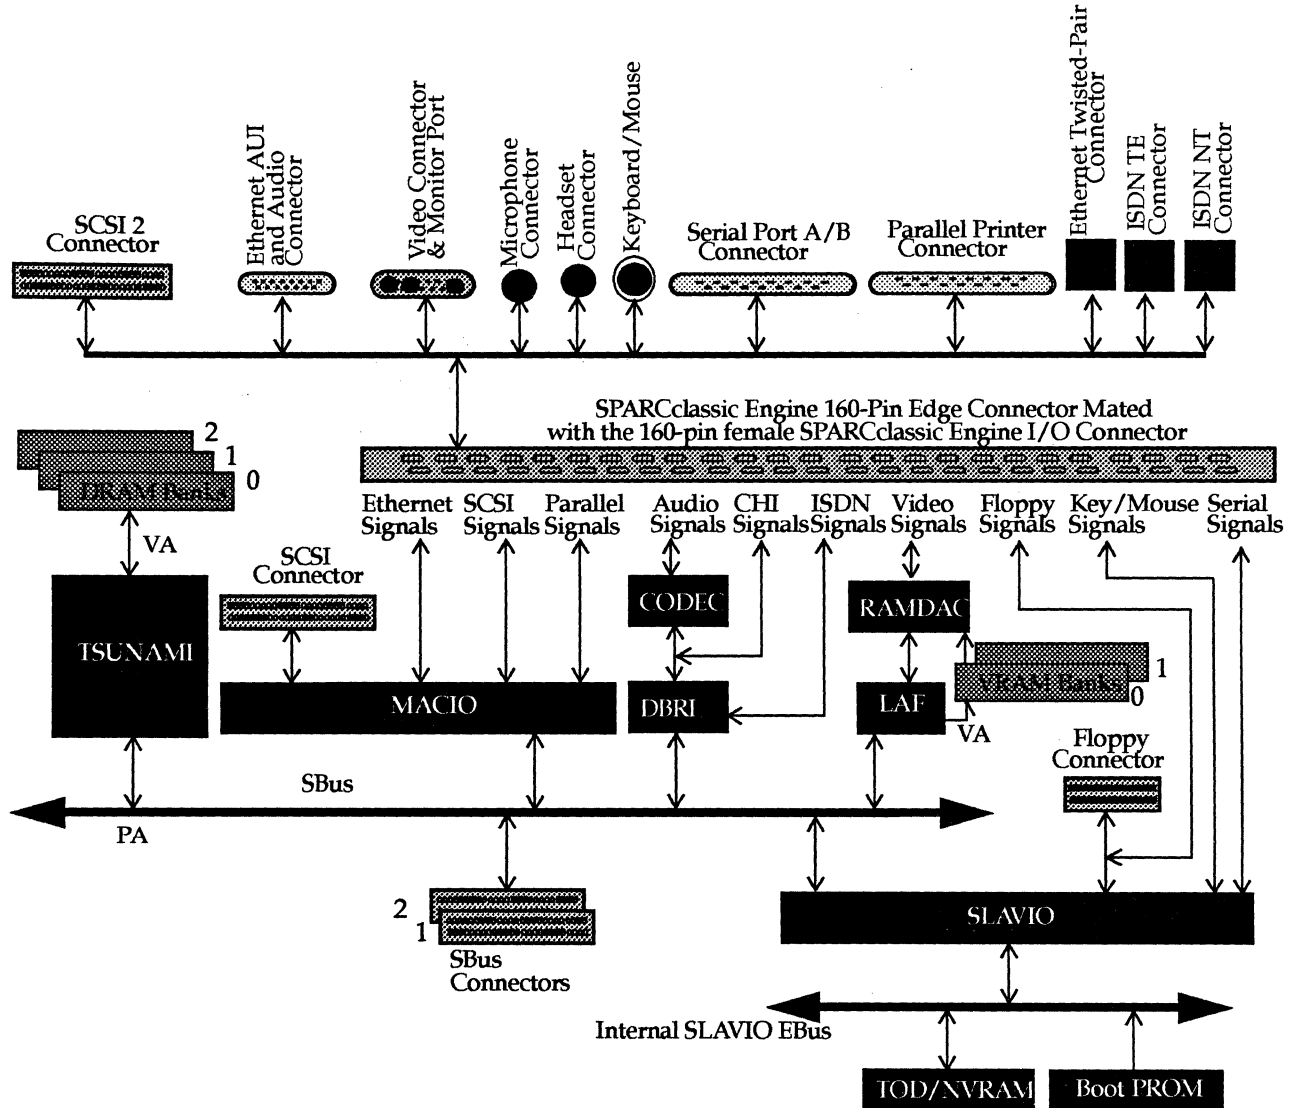 Ethernet AUI
and Audio
Connector
Video Connector
& Monitor Port
Microphone
Connector
Headset
Connector
Keyboard/Mouse
Ethernet Twisted-Pair
Connector
ISDN TE
Connector
ISDN NT
Connector
SCSI 2
Connector
Serial Port A/B
Connector
Parallel Printer
Connector
SPARCclassic Engine 160-Pin Edge Connector Mated
with the 160-pin female SPARCclassic Engine I/O Connector
2
1
0
DRAM Banks
VA
Ethernet
Signals
SCSI
Signals
Parallel
Signals
Audio
Signals
CHI
Signals
ISDN
Signals
Video
Signals
Floppy
Signals
Key/Mouse
Signals
Serial
Signals
SCSI
Connector
CODEC
RAMDAC
TSUNAMI
MACIO
DBRI
LAF
VRAM Banks
1
0
VA
Floppy
Connector
SBus
PA
2
1
SBus
Connectors
SLAVIO
Internal SLAVIO EBus
TOD/NVRAM
Boot PROM